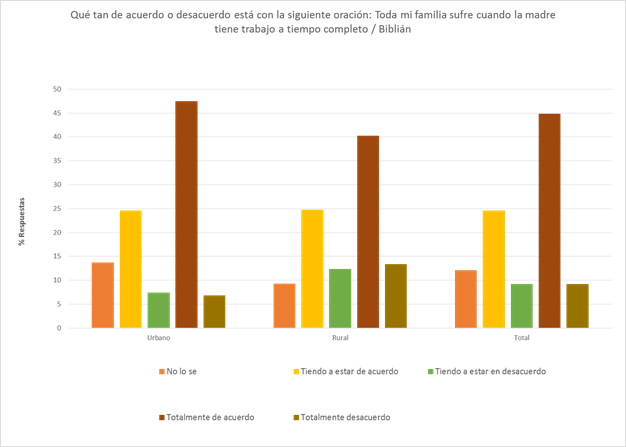 Qué tan de acuerdo o desacuerdo está con la siguiente oración: Toda mi familia sufre cuando la madre
tiene trabajo a tiempo completo / Biblián
50
45
40
35
30
25
20
15
10
5
0
% Respuestas
Urbano Rural Total
No lo se Tiendo a estar de acuerdo Tiendo a estar en desacuerdo
Totalmente de acuerdo Totalmente desacuerdo